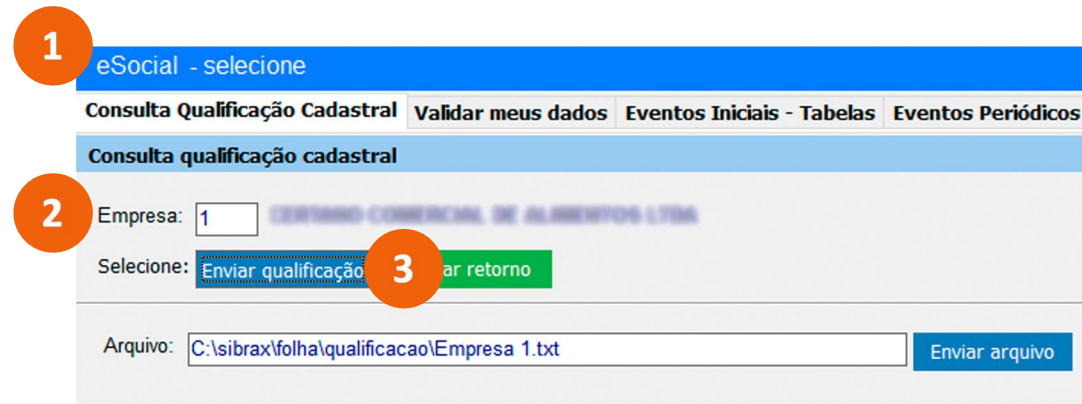 1
eSocial - selecione
Consulta Qualificação Cadastral Validar meus dados Eventos Iniciais - Tabelas Eventos Periódicos
Consulta qualificação cadastral
2
Empresa: 1
Selecione: Enviar qualificação 3 ar retorno
Arquivo: C:\sibrax\folha\qualificacao\Empresa 1.txt Enviar arquivo